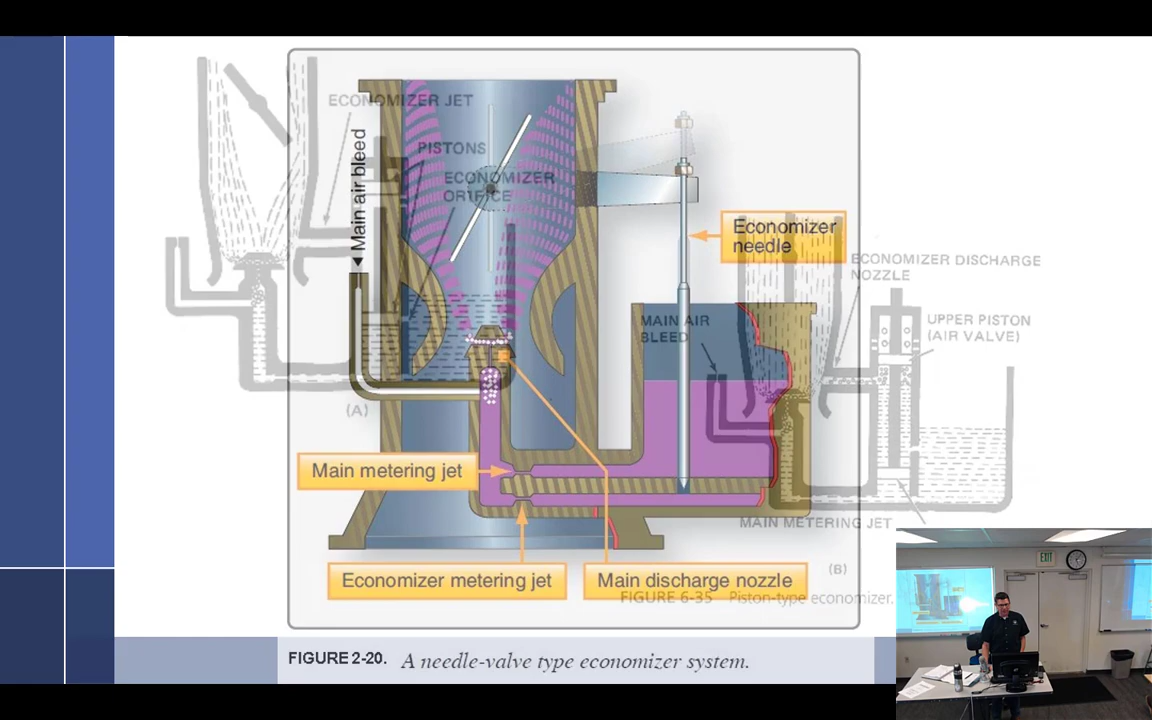 ECONOMIZER JET
Main air bleed
PISTONS
ECONOMIZER
ORIFICE
Economizer
needle
ECONOMIZER DISCHARGE
NOZZLE
MAIN AIR
BLEED
UPPER PISTON
(AIR VALVE)
(A)
Main metering jet
MAIN METERING JET
Economizer metering jet
Main discharge nozzle
(B)
FIGURE 6-35 Piston-type economizer.
FIGURE 2-20. A needle-valve type economizer system.
EXIT